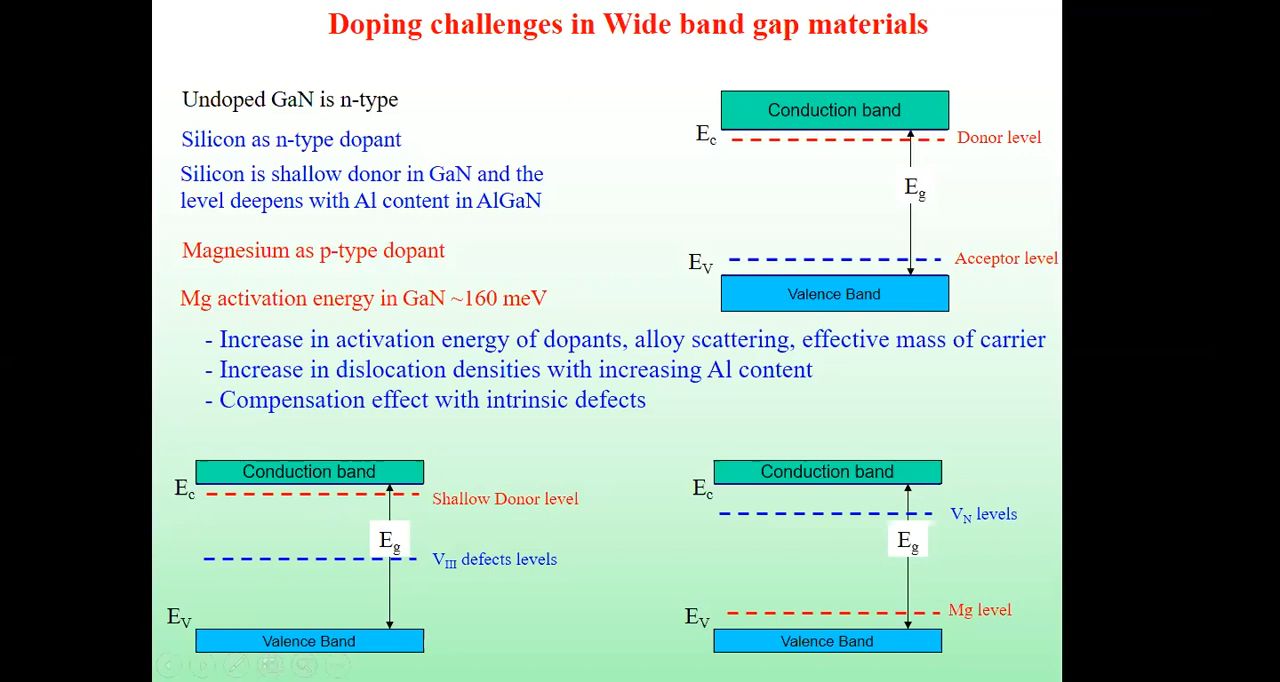 Doping challenges in Wide band gap materials
Undoped GaN is n-type
Silicon as n-type dopant
Silicon is shallow donor in GaN and the
level deepens with Al content in AlGaN
Magnesium as p-type dopant
Mg activation energy in GaN ~160 meV
Conduction band
Ec
Donor level
Eg
EV
Acceptor level
Valence Band
- Increase in activation energy of dopants, alloy scattering, effective mass of carrier
- Increase in dislocation densities with increasing Al content
- Compensation effect with intrinsic defects
Conduction band
Ec
Shallow Donor level
Eg
VIII defects levels
EV
Valence Band
Conduction band
Ec
VN levels
Eg
EV
Mg level
Valence Band